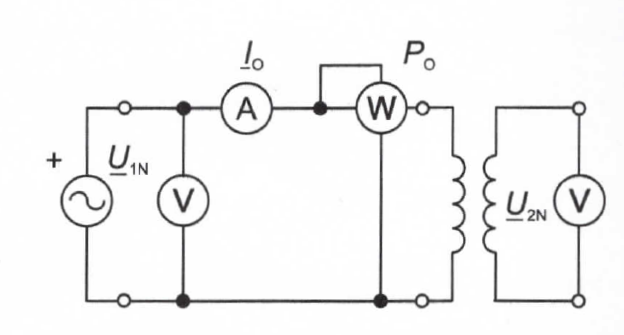 I₀ P₀
A W
+ U₁N V U₂N V